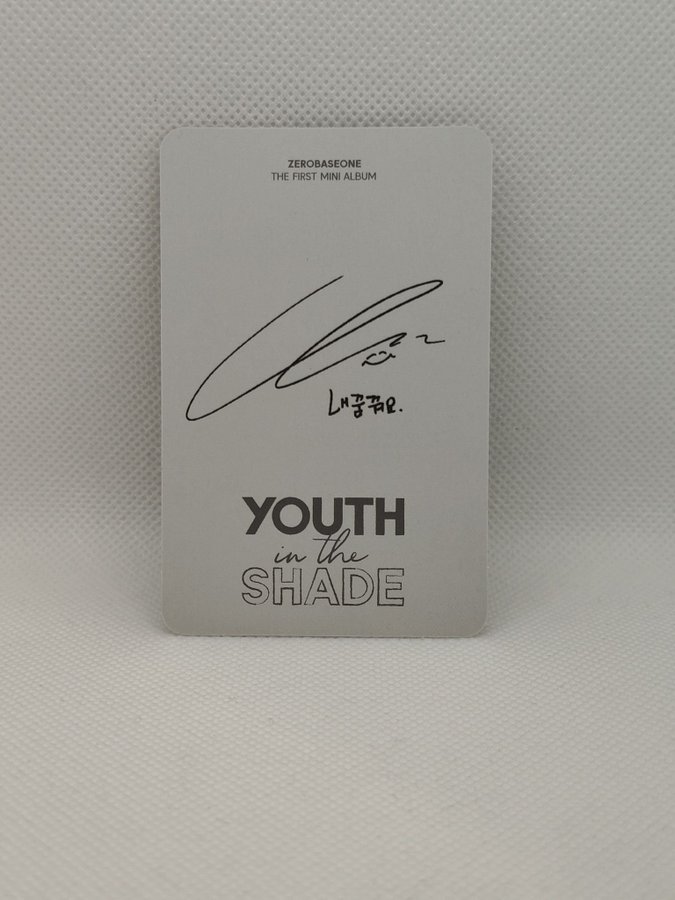 ZEROBASEONE
THE FIRST MINI ALBUM
내꿈꿔요.
YOUTH
in the
SHADE